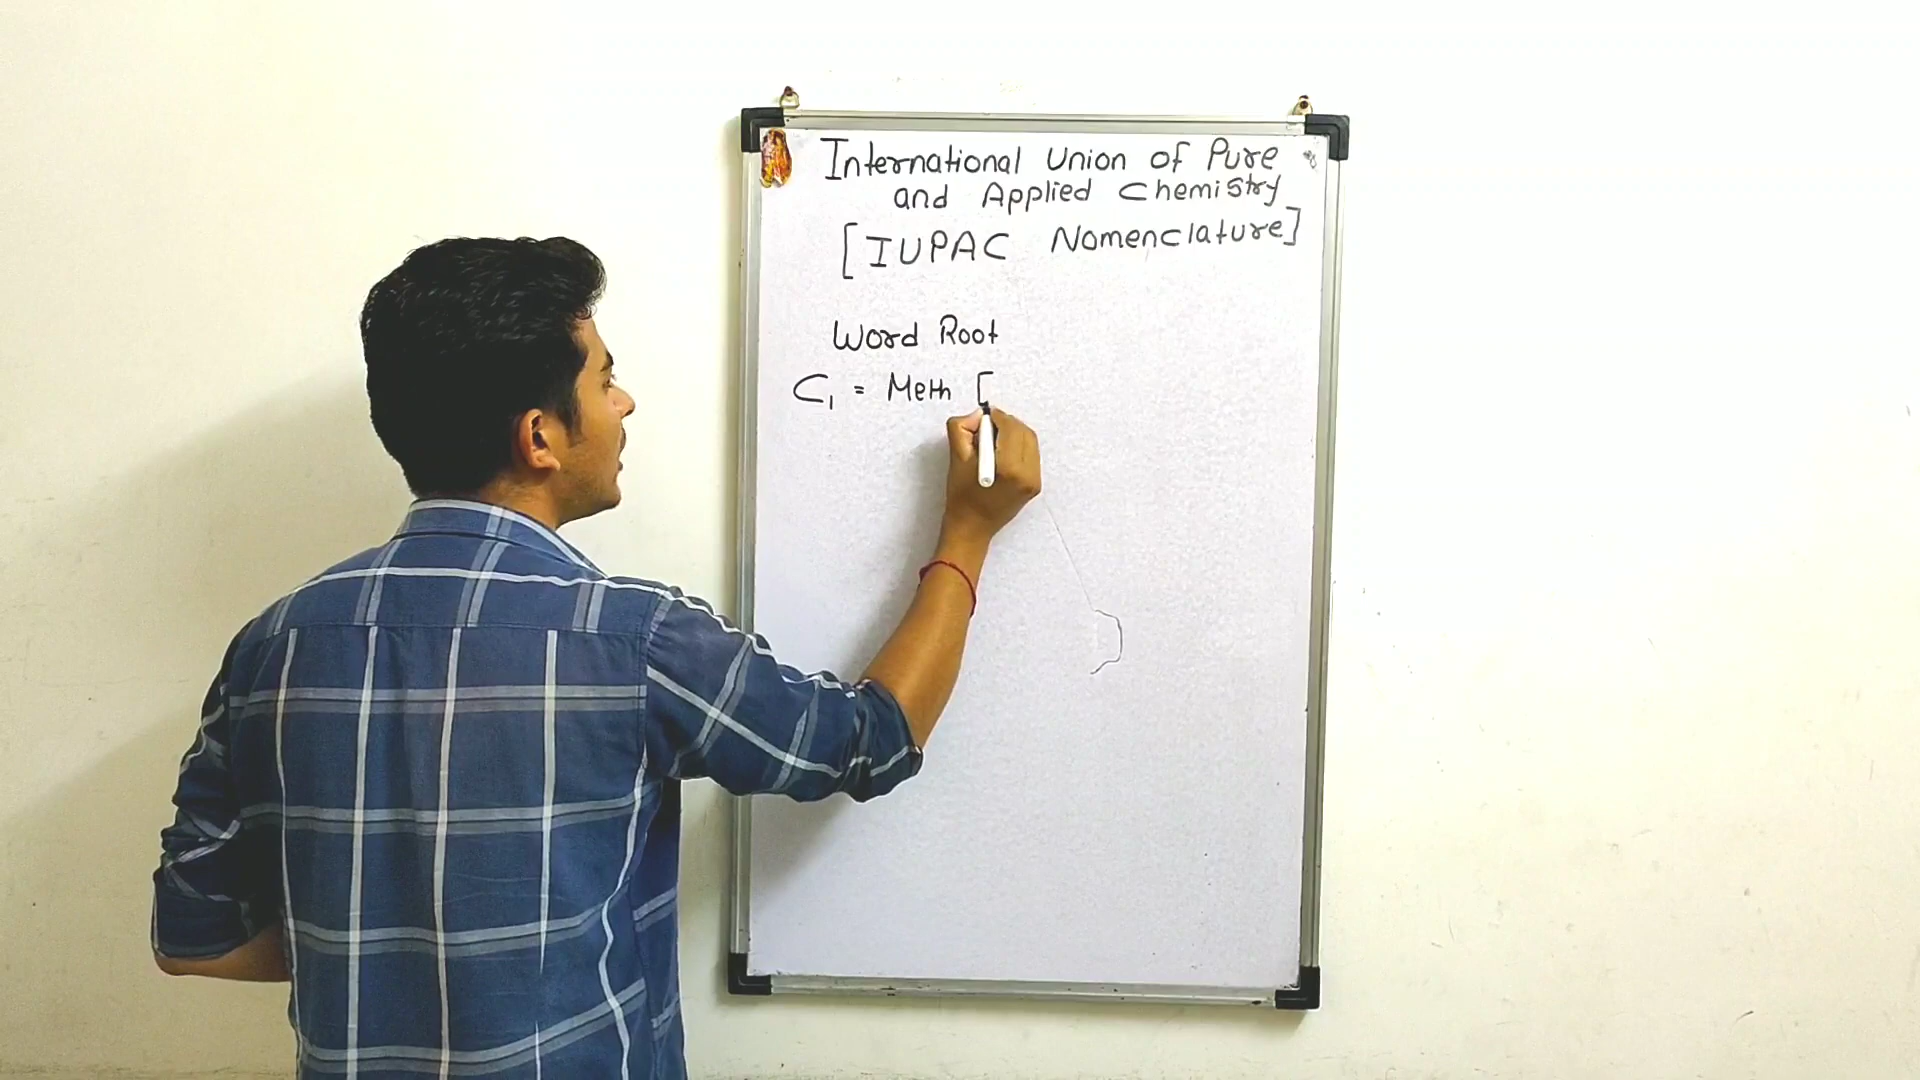 International Union of Pure
and Applied Chemistry
[IUPAC Nomenclature]
Word Root
C₁ = Meth [